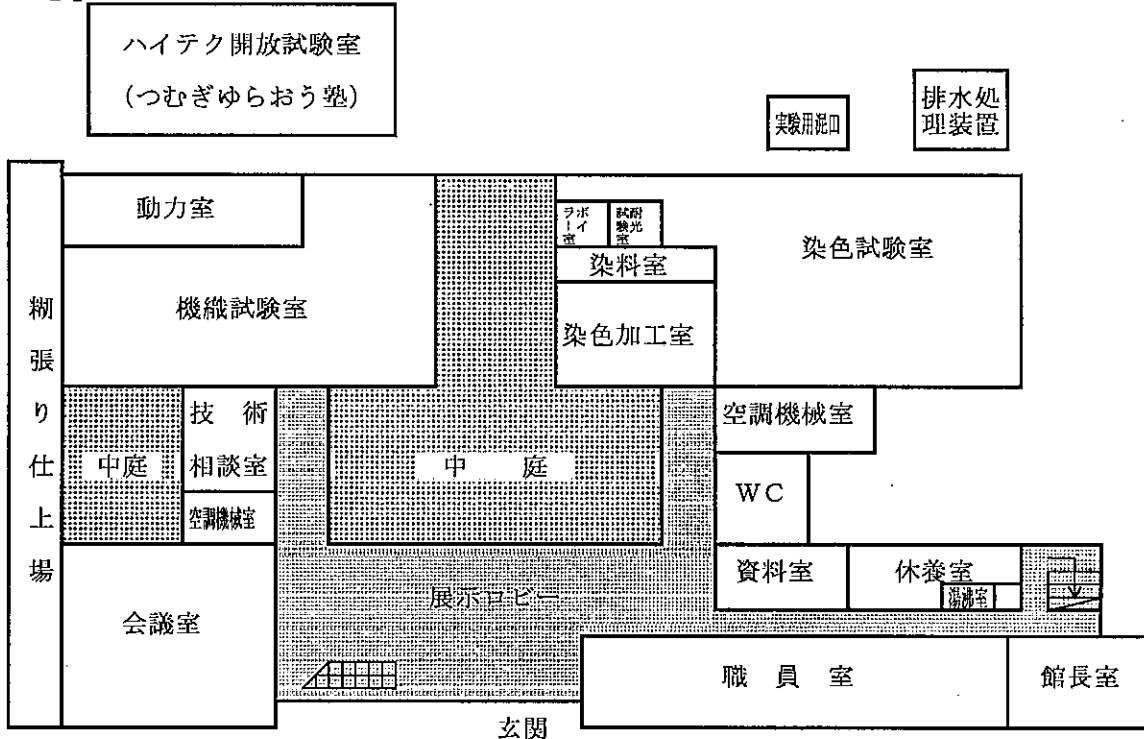 ハイテク開放試験室
(つむぎゆらおう塾)
実験用泥口
排水処
理装置
動力室
ボイ
ラー室
耐光
試験室
染料室
染色試験室
機織試験室
染色加工室
糊張り仕上場
技術
相談室
中庭
空調機械室
中庭
空調機械室
WC
資料室
休養室
湯沸室
展示ロビー
会議室
職員室
館長室
玄関